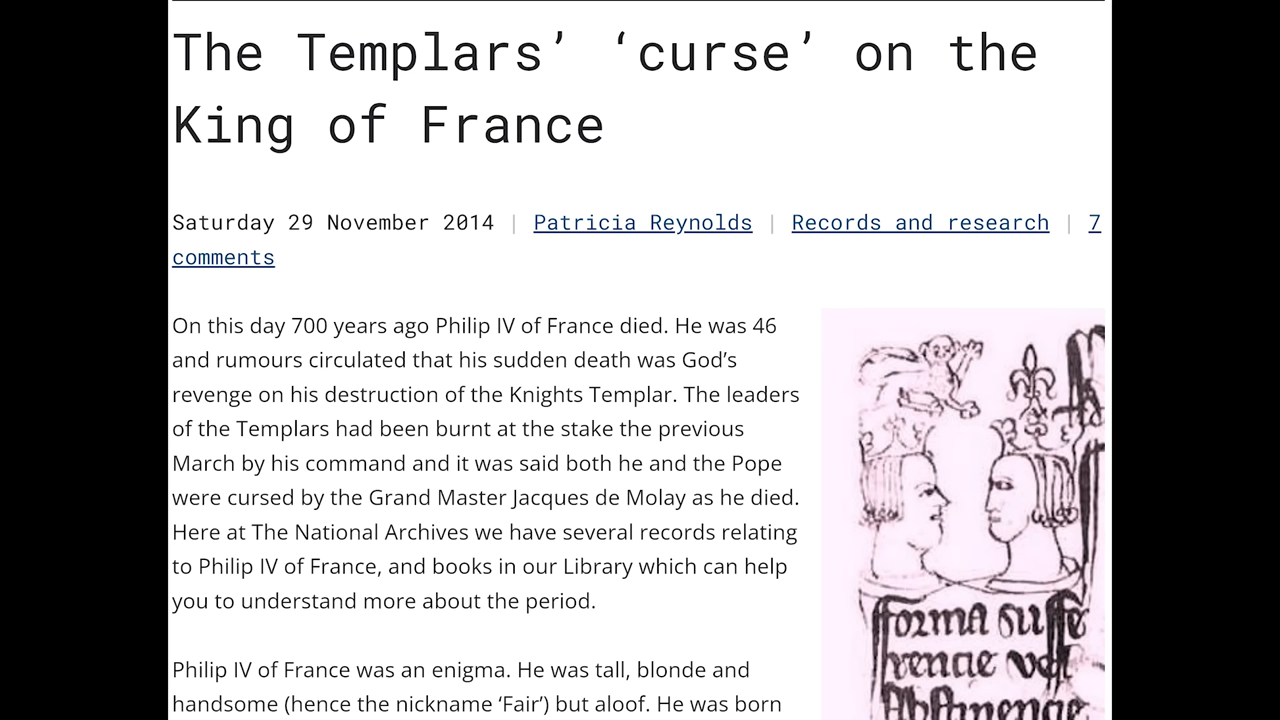 The Templars’ ‘curse’ on the
King of France
Saturday 29 November 2014 | Patricia Reynolds | Records and research | 7
comments
On this day 700 years ago Philip IV of France died. He was 46
and rumours circulated that his sudden death was God’s
revenge on his destruction of the Knights Templar. The leaders
of the Templars had been burnt at the stake the previous
March by his command and it was said both he and the Pope
were cursed by the Grand Master Jacques de Molay as he died.
Here at The National Archives we have several records relating
to Philip IV of France, and books in our Library which can help
you to understand more about the period.
Philip IV of France was an enigma. He was tall, blonde and
handsome (hence the nickname ‘Fair’) but aloof. He was born
forma suffe